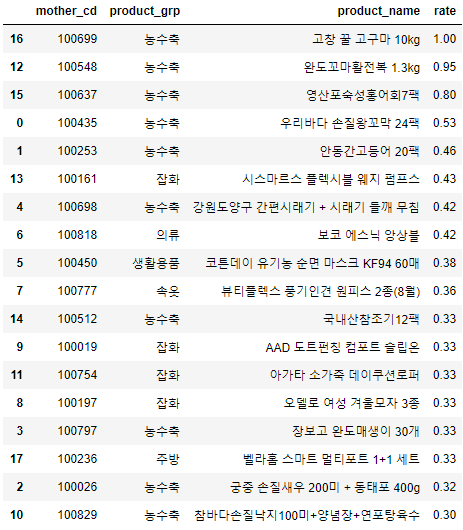 mother_cd product_grp product_name rate
16 100699 농수축 고창 꿀 고구마 10kg 1.00
12 100548 농수축 완도꼬마활전복 1.3kg 0.95
15 100637 농수축 영산포숙성홍어회7팩 0.80
0 100435 농수축 우리바다 손질왕꼬막 24팩 0.53
1 100253 농수축 안동간고등어 20팩 0.46
13 100161 잡화 시스마르스 플렉시블 웨지 펌프스 0.43
4 100698 농수축 강원도양구 간편시래기 + 시래기 들깨 무침 0.42
6 100818 의류 보코 에스닉 앙상블 0.42
5 100450 생활용품 코튼데이 유기농 순면 마스크 KF94 60매 0.38
7 100777 속옷 뷰티플렉스 풍기인견 원피스 2종(8월) 0.36
14 100512 농수축 국내산참조기12팩 0.33
9 100019 잡화 AAD 도트펀칭 컴포트 슬립온 0.33
11 100754 잡화 아가타 소가죽 데이쿠션로퍼 0.33
8 100197 잡화 오델로 여성 겨울모자 3종 0.33
3 100797 농수축 장보고 완도매생이 30개 0.33
17 100236 주방 벨라홈 스마트 멀티포트 1+1 세트 0.33
2 100026 농수축 궁중 손질새우 200미 + 동태포 400g 0.32
10 100829 농수축 참바다손질낙지100미+양념장+연포탕육수 0.30